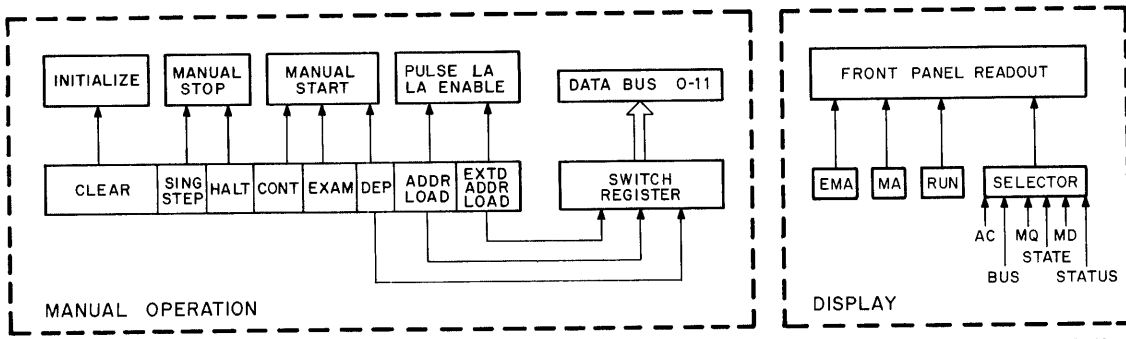 INITIALIZE
MANUAL
STOP
MANUAL
START
PULSE LA
LA ENABLE
DATA BUS 0-11
CLEAR
SING
STEP
HALT
CONT
EXAM
DEP
ADDR
LOAD
EXTD
ADDR
LOAD
SWITCH
REGISTER
MANUAL OPERATION
FRONT PANEL READOUT
EMA
MA
RUN
SELECTOR
AC
BUS
MQ
STATE
MD
STATUS
DISPLAY